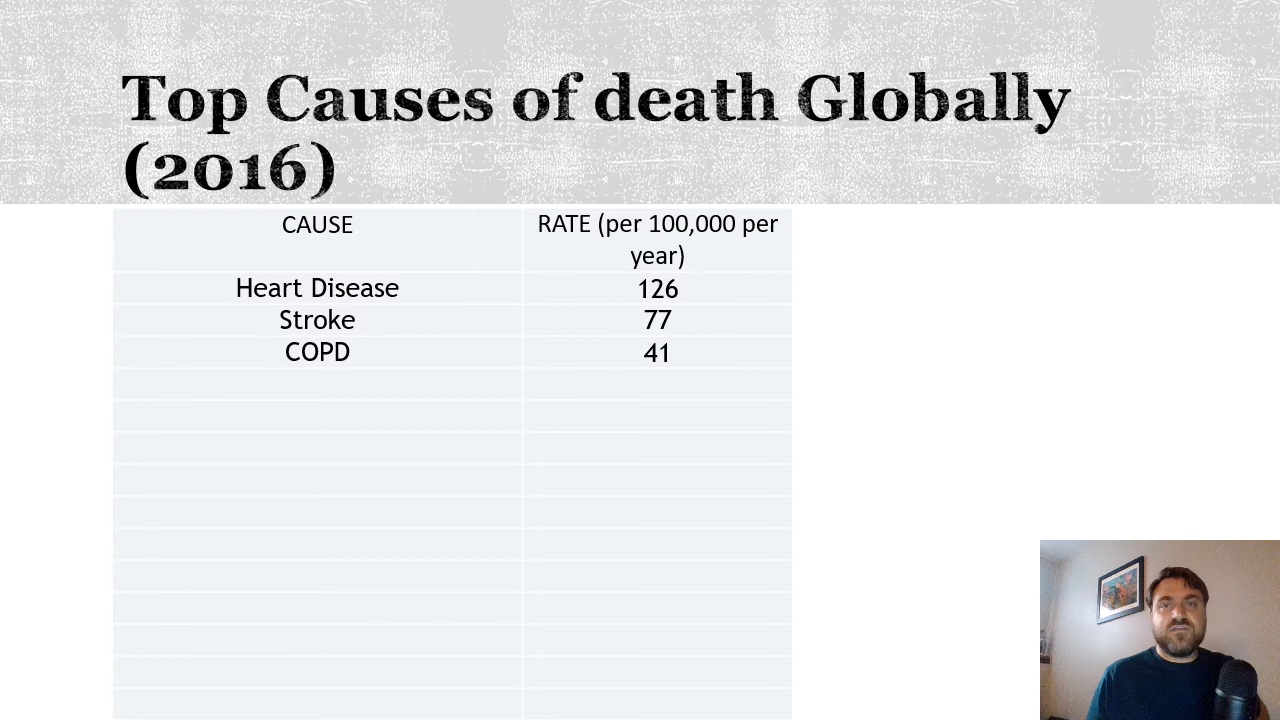 Top Causes of death Globally
(2016)
CAUSE
RATE (per 100,000 per
year)
Heart Disease
126
Stroke
77
COPD
41